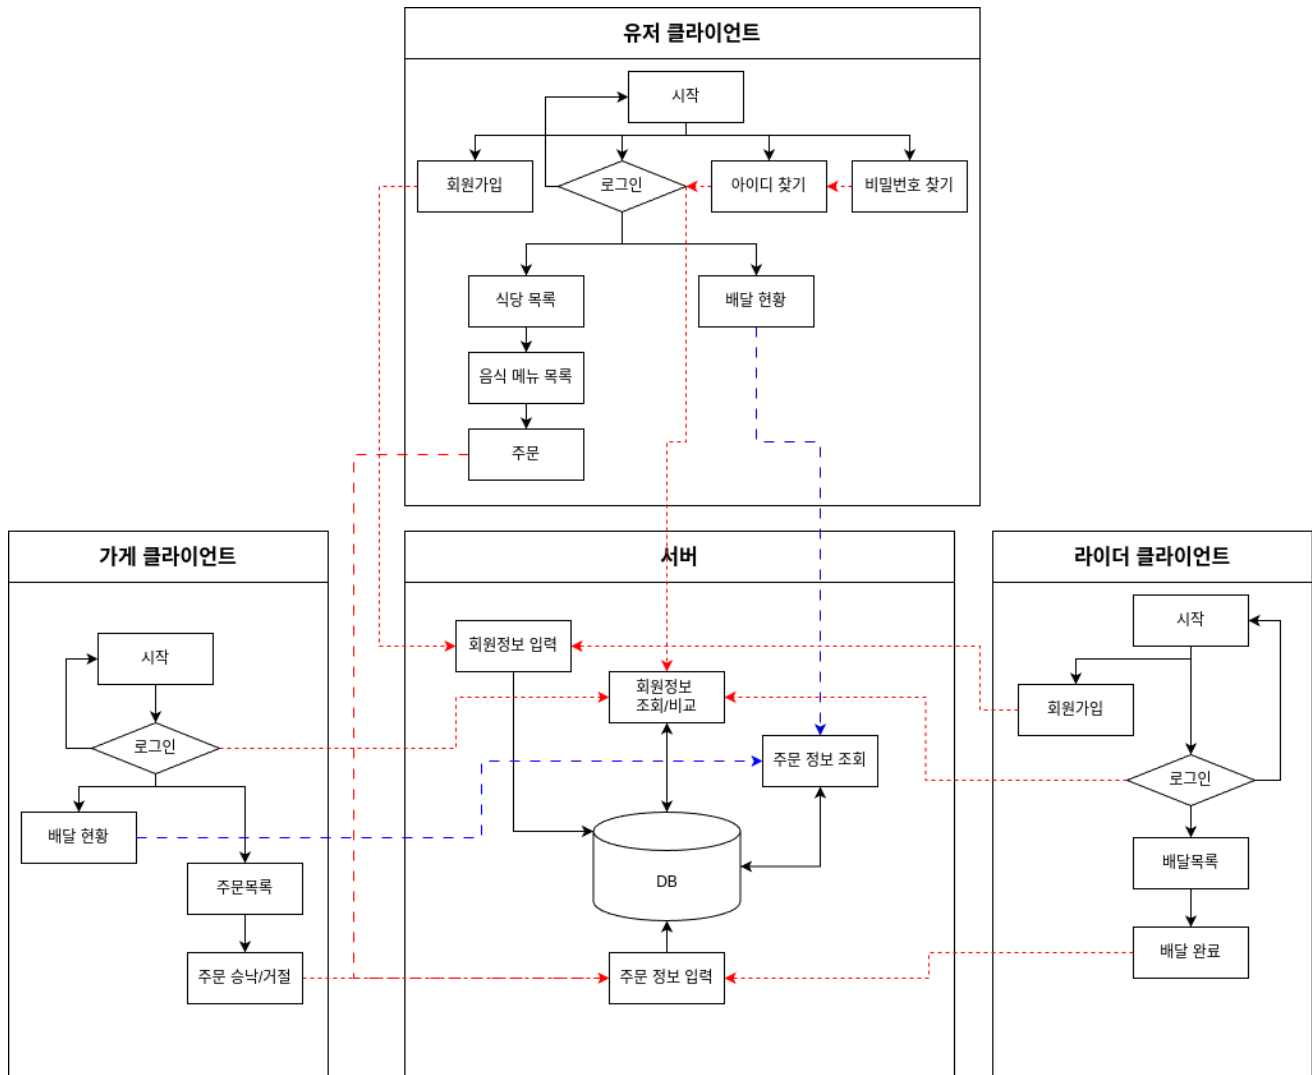 유저 클라이언트
시작
회원가입
로그인
아이디 찾기
비밀번호 찾기
식당 목록
배달 현황
음식 메뉴 목록
주문
가게 클라이언트
시작
로그인
배달 현황
주문목록
주문 승낙/거절
서버
회원정보 입력
회원정보
조회/비교
주문 정보 조회
DB
주문 정보 입력
라이더 클라이언트
시작
회원가입
로그인
배달목록
배달 완료